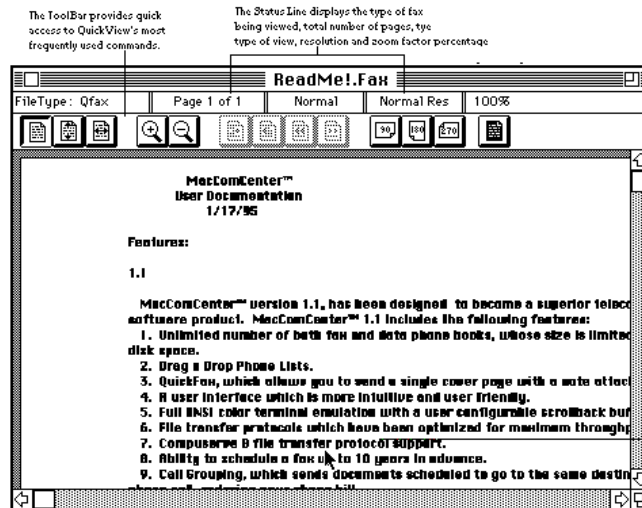 The ToolBar provides quick
access to QuickView's most
frequently used commands.
The Status Line displays the type of fax
being viewed, total number of pages, tye
type of view, resolution and zoom factor percentage
ReadMe!.Fax
FileType: Qfax Page 1 of 1 Normal Normal Res 100%
90 180 270
MacComCenter™
User Documentation
1/17/95
Features:
1.1
MacComCenter™ version 1.1, has been designed to become a superior teleco
software product. MacComCenter™ 1.1 includes the following features:
1. Unlimited number of both fax and data phone books, whose size is limited
disk space.
2. Drag n Drop Phone Lists.
3. QuickFax, which allows you to send a single cover page with a note attac
4. A user interface which is more intuitive and user friendly.
5. Full ANSI color terminal emulation with a user configurable scrollback buf
6. File transfer protocols which have been optimized for maximum throughp
7. Compuserve B file transfer protocol support.
8. Ability to schedule a fax up to 10 years in advance.
9. Call Grouping, which sends documents scheduled to go to the same destin